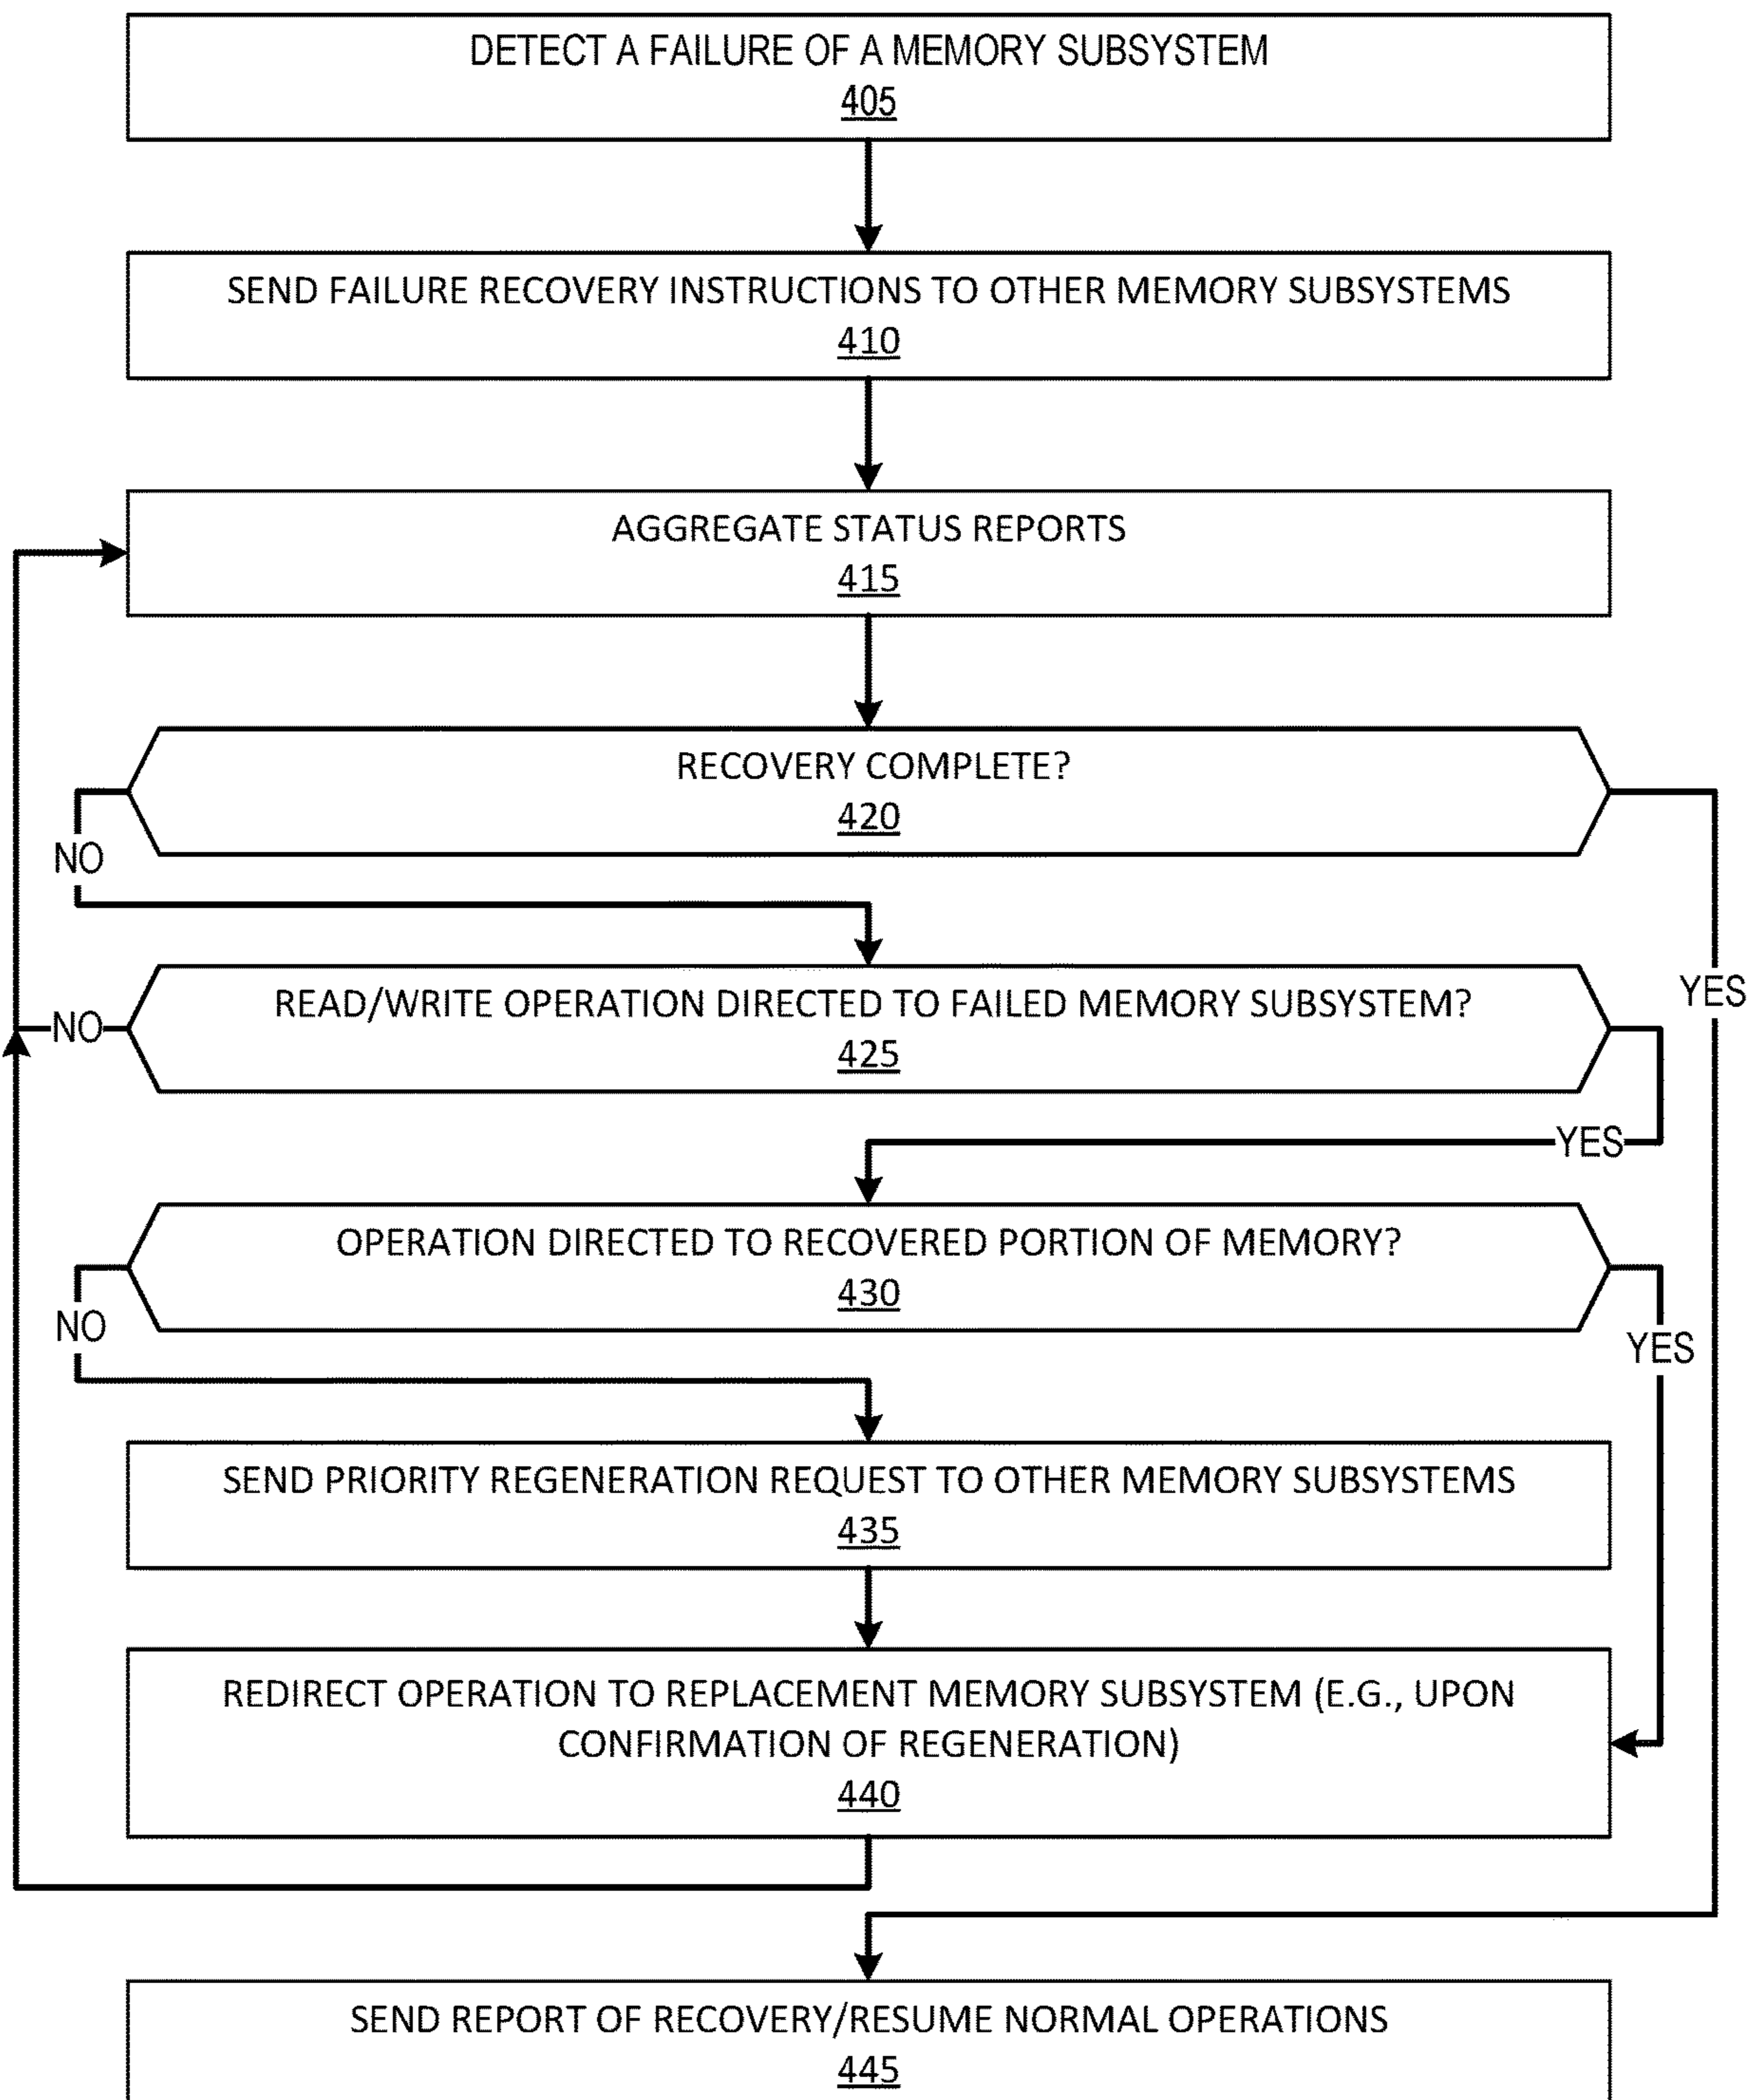 DETECT A FAILURE OF A MEMORY SUBSYSTEM
405
SEND FAILURE RECOVERY INSTRUCTIONS TO OTHER MEMORY SUBSYSTEMS
410
AGGREGATE STATUS REPORTS
415
RECOVERY COMPLETE?
420
NO
YES
READ/WRITE OPERATION DIRECTED TO FAILED MEMORY SUBSYSTEM?
425
NO
YES
OPERATION DIRECTED TO RECOVERED PORTION OF MEMORY?
430
NO
YES
SEND PRIORITY REGENERATION REQUEST TO OTHER MEMORY SUBSYSTEMS
435
REDIRECT OPERATION TO REPLACEMENT MEMORY SUBSYSTEM (E.G., UPON
CONFIRMATION OF REGENERATION)
440
SEND REPORT OF RECOVERY/RESUME NORMAL OPERATIONS
445